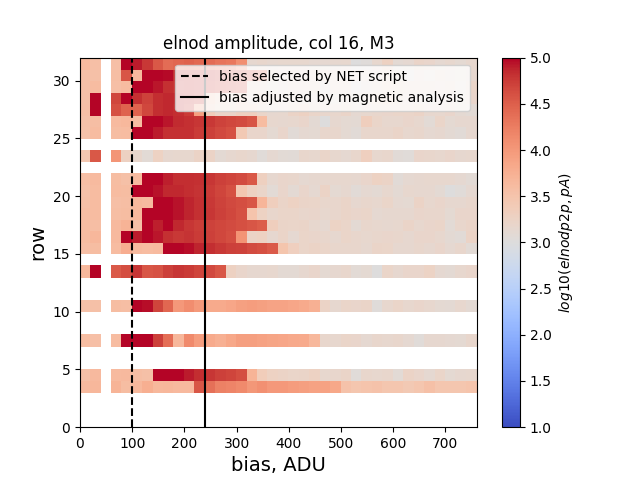 elnod amplitude, col 16, M3
bias selected by NET script
bias adjusted by magnetic analysis
row
30
25
20
15
10
5
0
0 100 200 300 400 500 600 700
bias, ADU
5.0
4.5
4.0
3.5
3.0
2.5
2.0
1.5
1.0
log10(elnodp2p, pA)